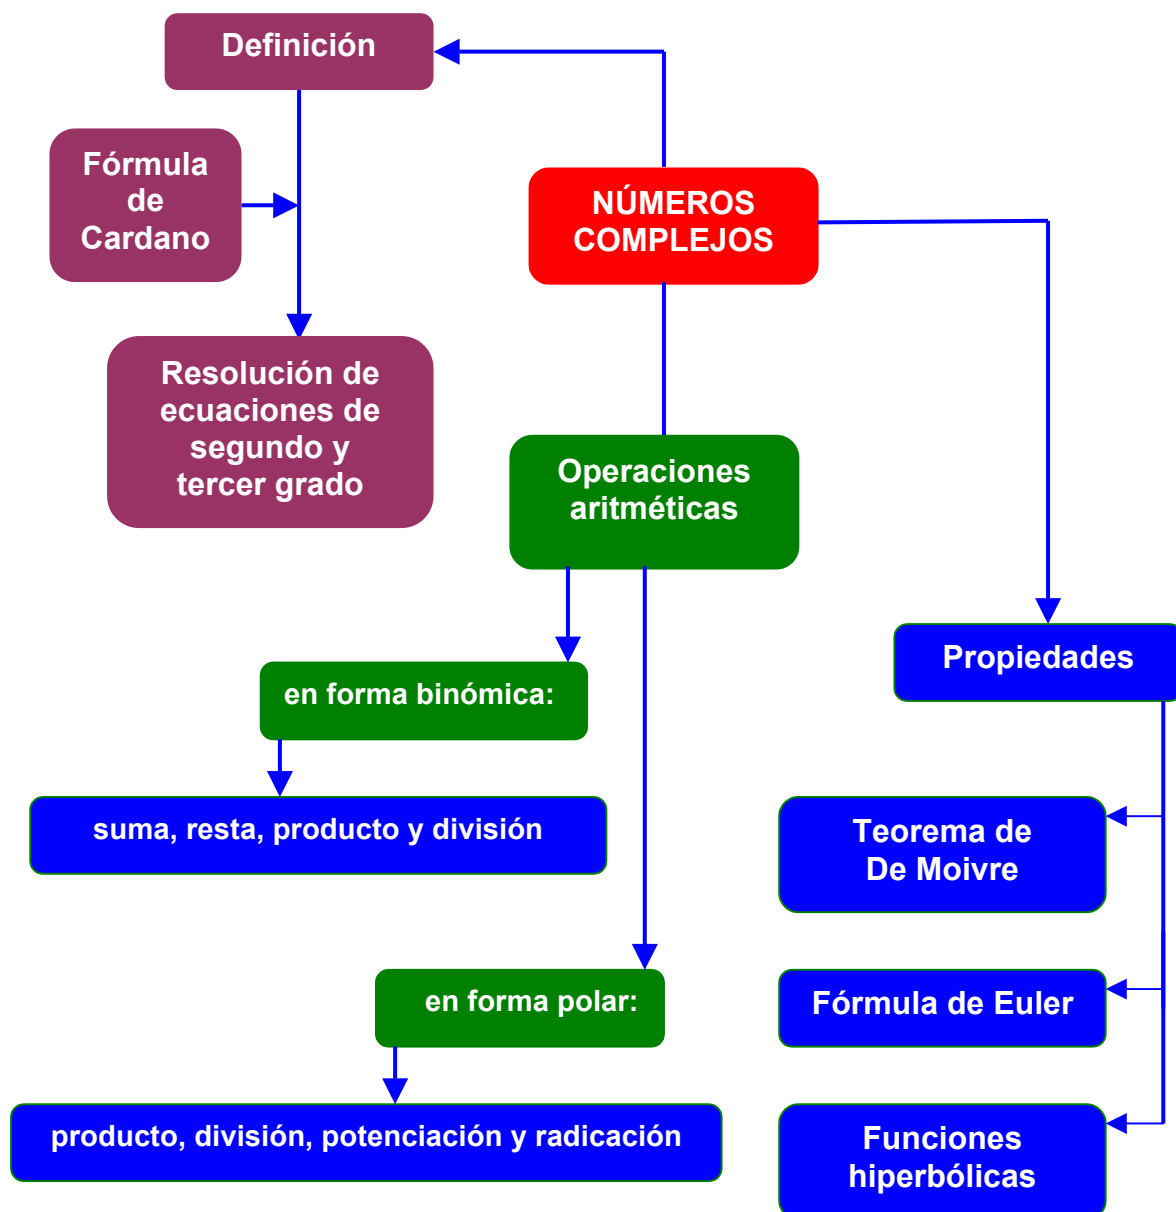 Definición
Fórmula
de
Cardano
NÚMEROS
COMPLEJOS
Resolución de
ecuaciones de
segundo y
tercer grado
Operaciones
aritméticas
en forma binómica:
Propiedades
suma, resta, producto y división
Teorema de
De Moivre
en forma polar:
Fórmula de Euler
producto, división, potenciación y radicación
Funciones
hiperbólicas